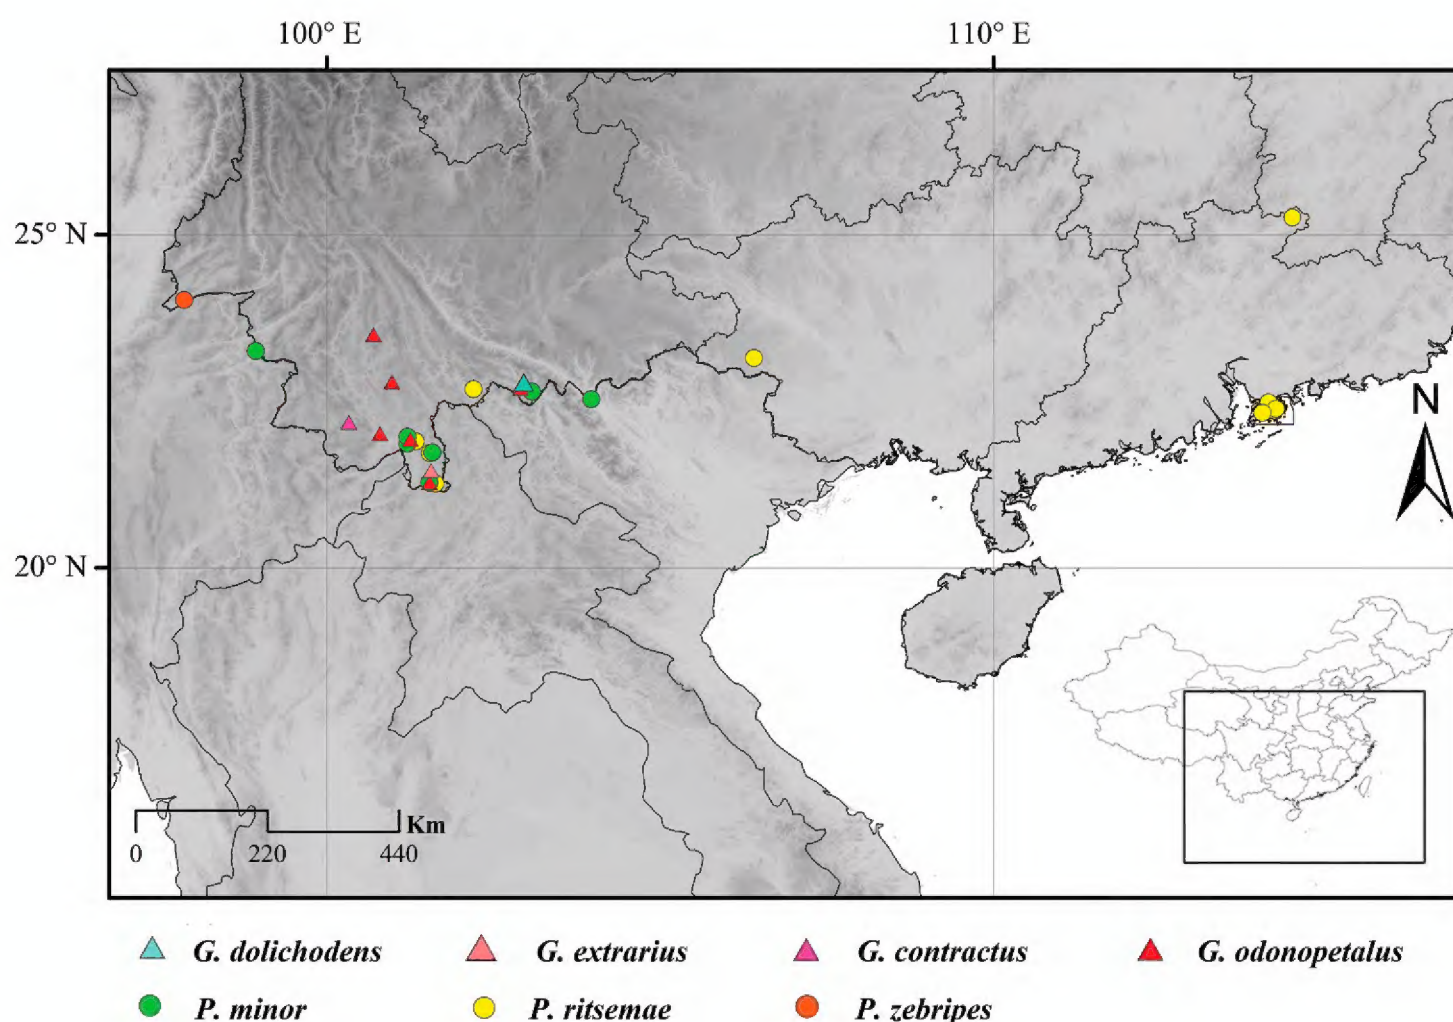 100° E 110° E
25° N
N
20° N
Km
0 220 440
G. dolichodens G. extrarius G. contractus G. odonopetalus
P. minor P. ritsemae P. zebripes